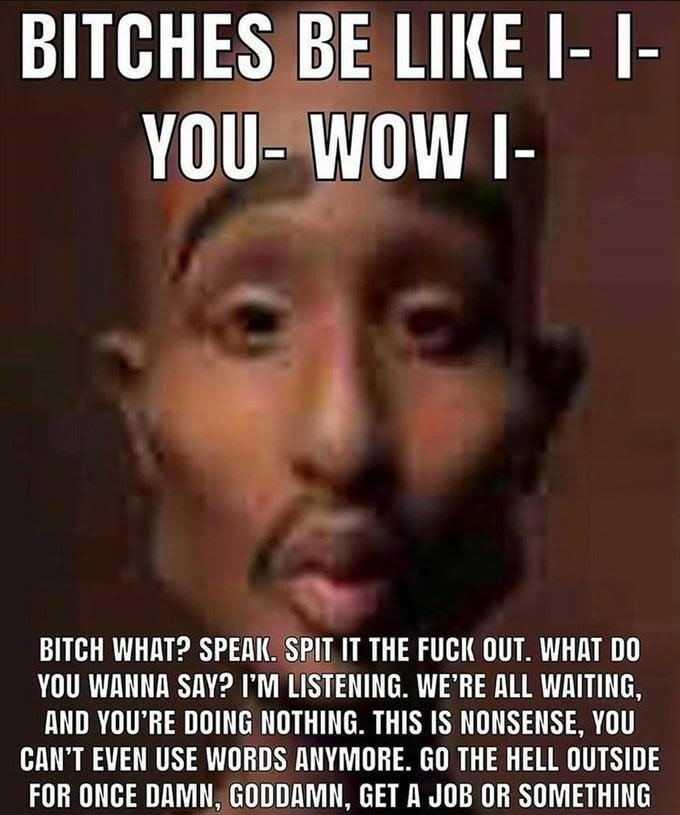 BITCHES BE LIKE I- I-
YOU- WOW I-
BITCH WHAT? SPEAK. SPIT IT THE FUCK OUT. WHAT DO
YOU WANNA SAY? I'M LISTENING. WE'RE ALL WAITING,
AND YOU'RE DOING NOTHING. THIS IS NONSENSE, YOU
CAN'T EVEN USE WORDS ANYMORE. GO THE HELL OUTSIDE
FOR ONCE DAMN, GODDAMN, GET A JOB OR SOMETHING